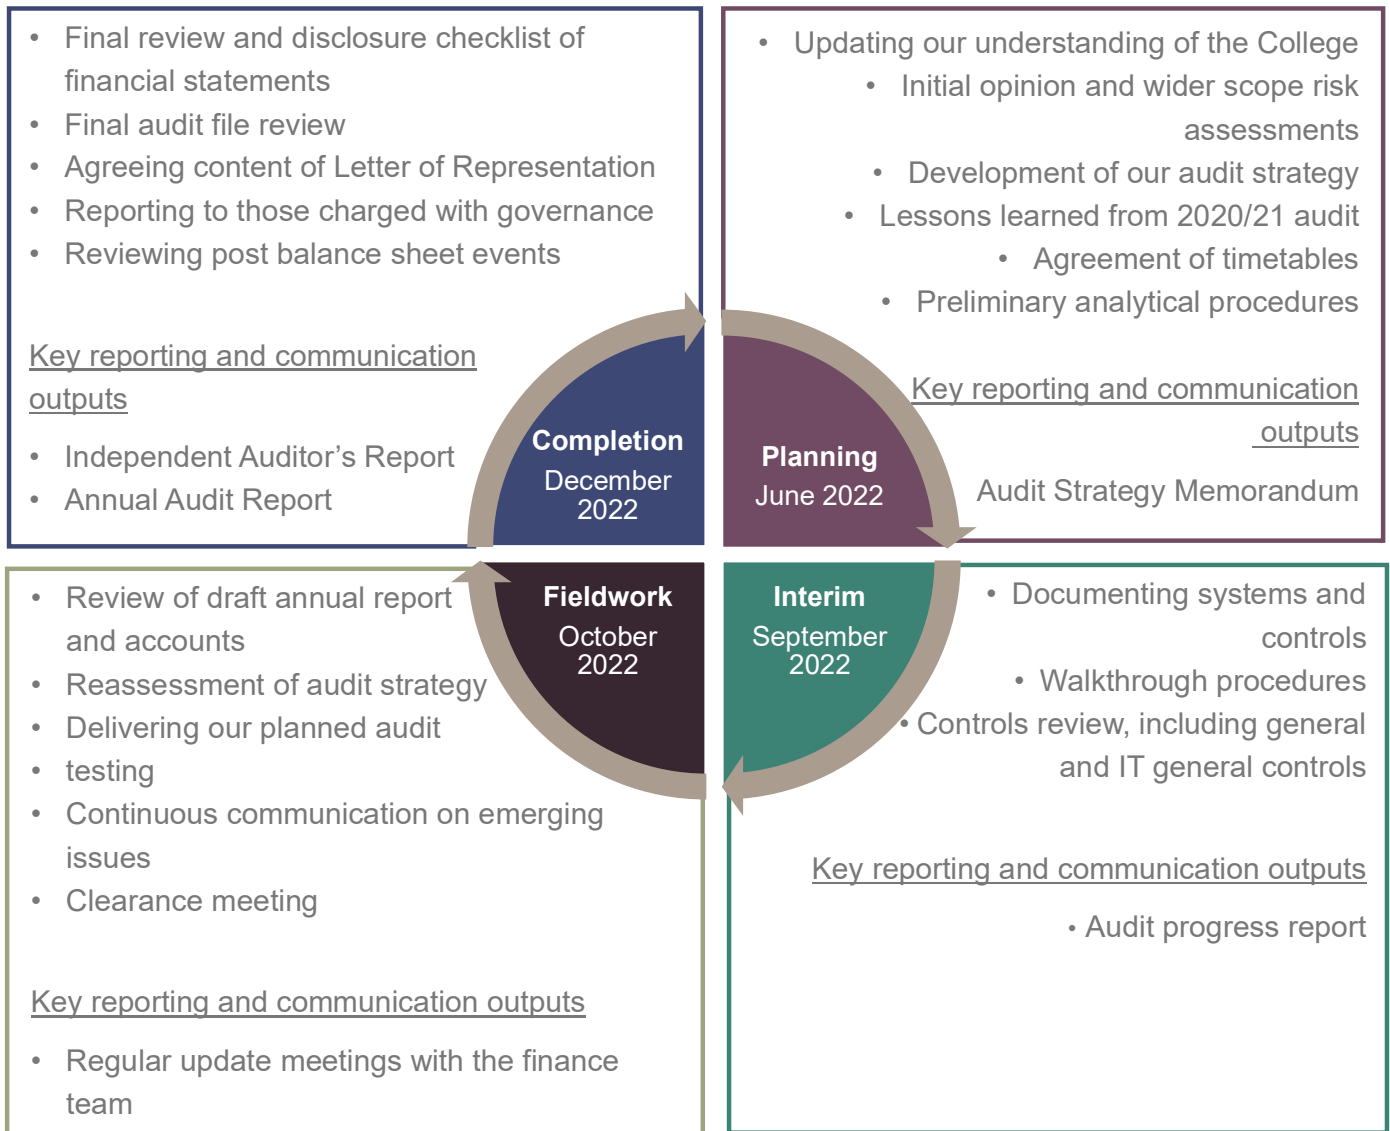 • Final review and disclosure checklist of
financial statements
• Final audit file review
• Agreeing content of Letter of Representation
• Reporting to those charged with governance
• Reviewing post balance sheet events
Key reporting and communication
outputs
• Independent Auditor’s Report
• Annual Audit Report
Completion
December
2022
• Updating our understanding of the College
• Initial opinion and wider scope risk
assessments
• Development of our audit strategy
• Lessons learned from 2020/21 audit
• Agreement of timetables
• Preliminary analytical procedures
Key reporting and communication
outputs
Audit Strategy Memorandum
Planning
June 2022
• Review of draft annual report
and accounts
• Reassessment of audit strategy
• Delivering our planned audit
• testing
• Continuous communication on emerging
issues
• Clearance meeting
Key reporting and communication outputs
• Regular update meetings with the finance
team
Fieldwork
October
2022
Interim
September
2022
• Documenting systems and
controls
• Walkthrough procedures
• Controls review, including general
and IT general controls
Key reporting and communication outputs
• Audit progress report